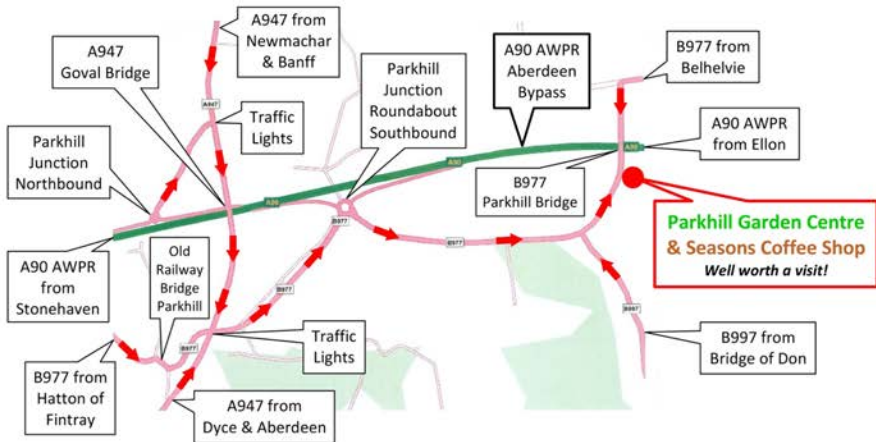 A947 from
Newmachar
& Banff
A947
Goval Bridge
Parkhill
Junction
Roundabout
Southbound
A90 AWPR
Aberdeen
Bypass
B977 from
Belhelvie
A947
Traffic
Lights
Parkhill
Junction
Northbound
A90 AWPR
from Ellon
A90
A90
B977
Parkhill Bridge
A90
B977
Parkhill Garden Centre
& Seasons Coffee Shop
Well worth a visit!
B977
Old
Railway
Bridge
Parkhill
A90 AWPR
from
Stonehaven
B977
B997
B977
Traffic
Lights
B997 from
Bridge of Don
B977 from
Hatton of
Fintray
A947 from
Dyce & Aberdeen